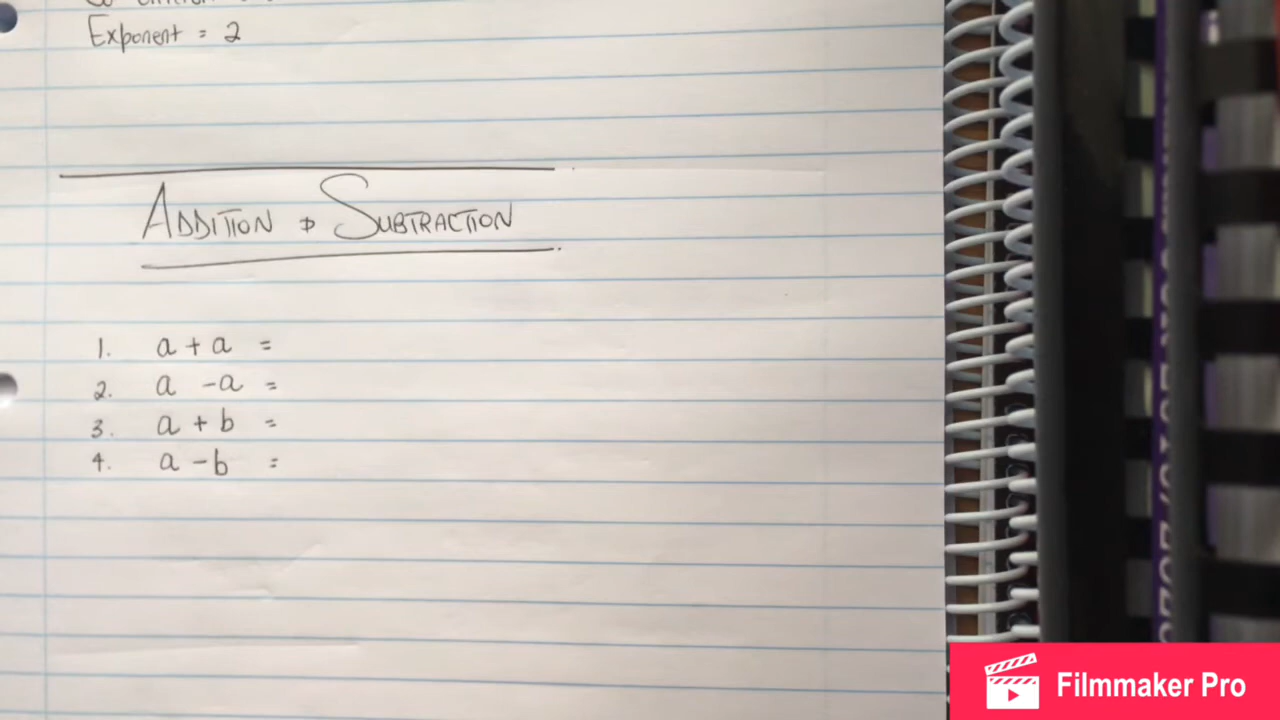 Exponent = 2
ADDITION & SUBTRACTION
1. a + a =
2. a - a =
3. a + b =
4. a - b =
Filmmaker Pro